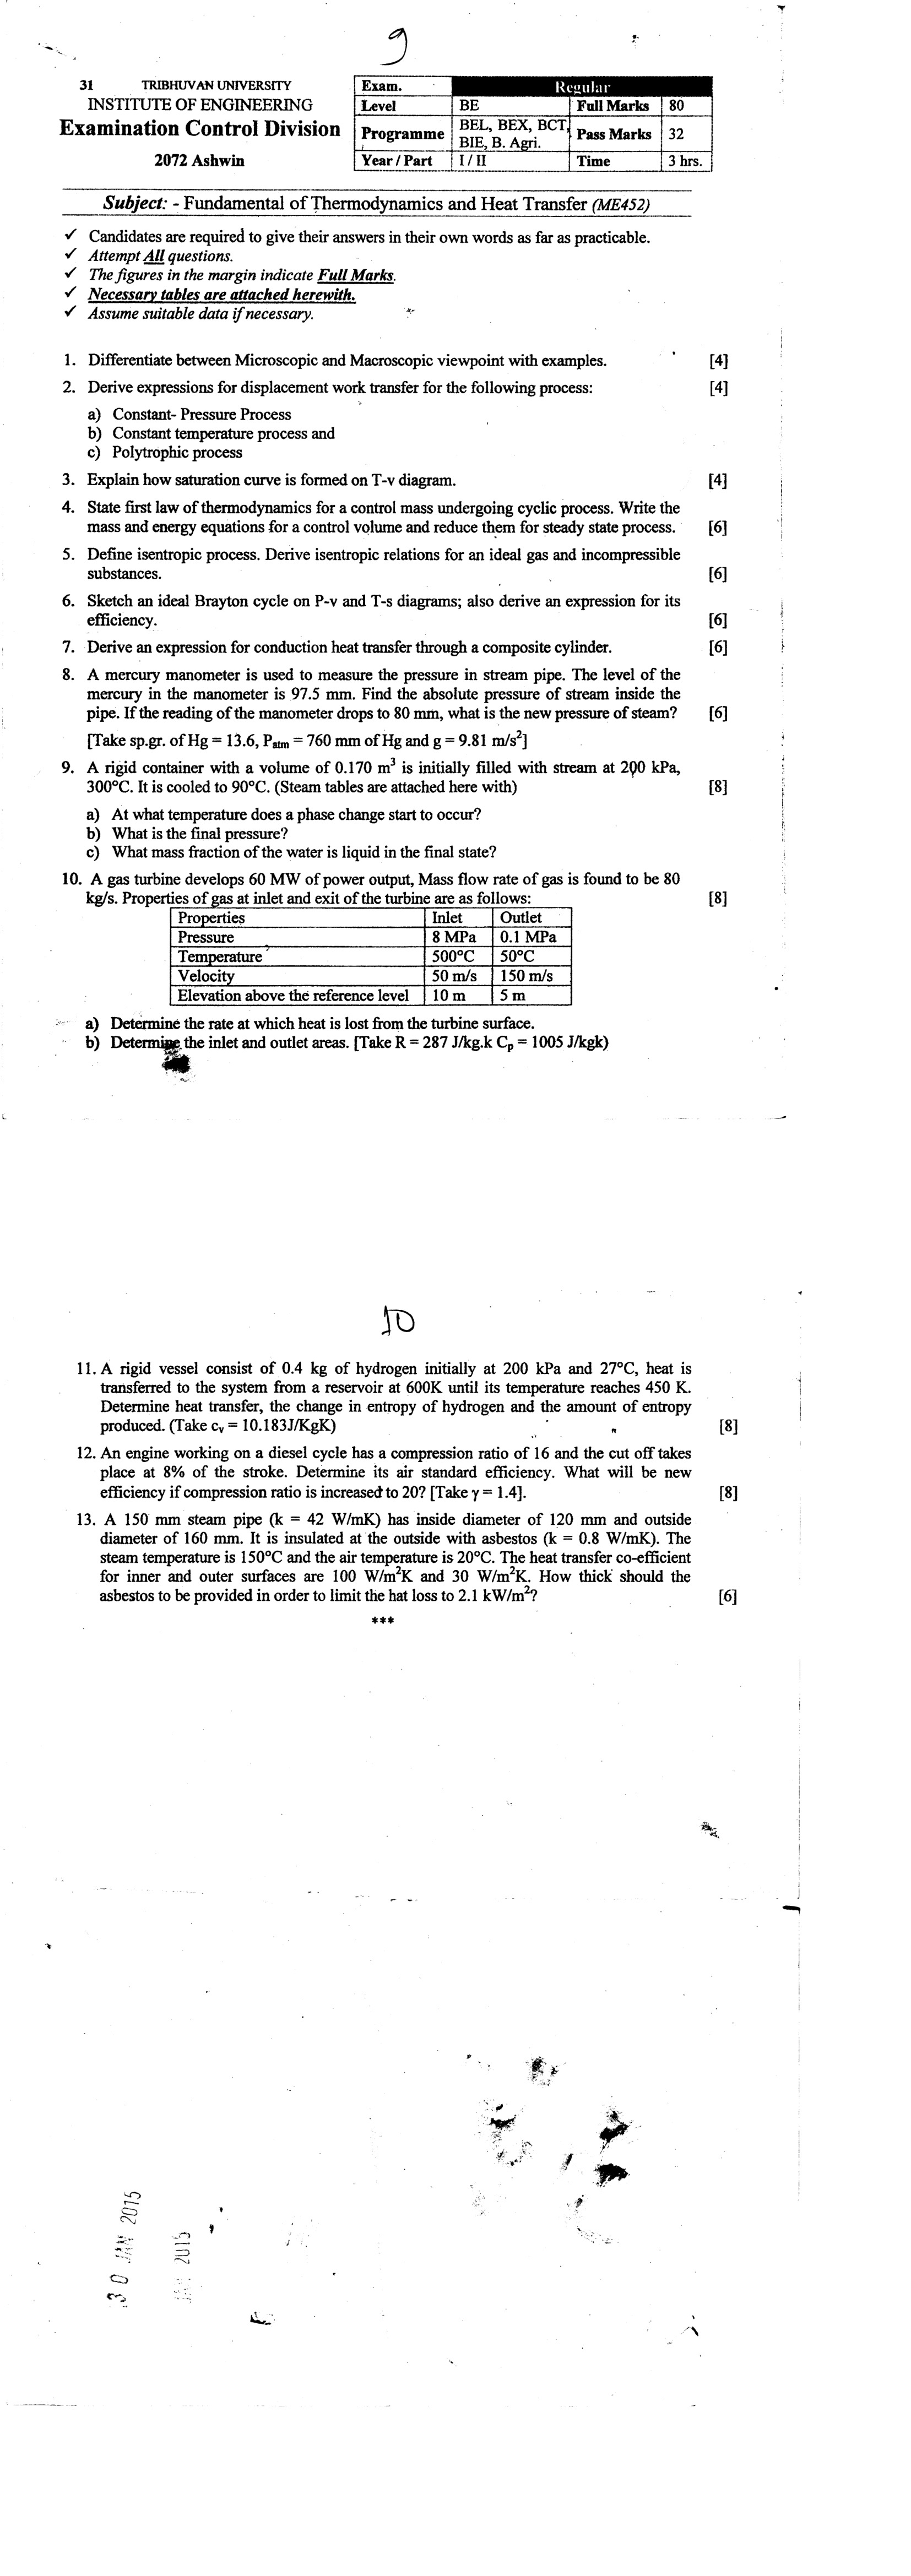 9
31 TRIBHUVAN UNIVERSITY
INSTITUTE OF ENGINEERING
Examination Control Division
2072 Ashwin
Exam. Regular
Level BE Full Marks 80
Programme BEL, BEX, BCT, BIE, B. Agri. Pass Marks 32
Year / Part I / II Time 3 hrs.
Subject: - Fundamental of Thermodynamics and Heat Transfer (ME452)
✓ Candidates are required to give their answers in their own words as far as practicable.
✓ Attempt All questions.
✓ The figures in the margin indicate Full Marks.
✓ Necessary tables are attached herewith.
✓ Assume suitable data if necessary.
1. Differentiate between Microscopic and Macroscopic viewpoint with examples. [4]
2. Derive expressions for displacement work transfer for the following process: [4]
a) Constant- Pressure Process
b) Constant temperature process and
c) Polytrophic process
3. Explain how saturation curve is formed on T-v diagram. [4]
4. State first law of thermodynamics for a control mass undergoing cyclic process. Write the
mass and energy equations for a control volume and reduce them for steady state process. [6]
5. Define isentropic process. Derive isentropic relations for an ideal gas and incompressible
substances. [6]
6. Sketch an ideal Brayton cycle on P-v and T-s diagrams; also derive an expression for its
efficiency. [6]
7. Derive an expression for conduction heat transfer through a composite cylinder. [6]
8. A mercury manometer is used to measure the pressure in stream pipe. The level of the
mercury in the manometer is 97.5 mm. Find the absolute pressure of stream inside the
pipe. If the reading of the manometer drops to 80 mm, what is the new pressure of steam? [6]
[Take sp.gr. of Hg = 13.6, Patm = 760 mm of Hg and g = 9.81 m/s²]
9. A rigid container with a volume of 0.170 m³ is initially filled with stream at 200 kPa,
300°C. It is cooled to 90°C. (Steam tables are attached here with) [8]
a) At what temperature does a phase change start to occur?
b) What is the final pressure?
c) What mass fraction of the water is liquid in the final state?
10. A gas turbine develops 60 MW of power output, Mass flow rate of gas is found to be 80
kg/s. Properties of gas at inlet and exit of the turbine are as follows: [8]
Properties Inlet Outlet
Pressure 8 MPa 0.1 MPa
Temperature 500°C 50°C
Velocity 50 m/s 150 m/s
Elevation above the reference level 10 m 5 m
a) Determine the rate at which heat is lost from the turbine surface.
b) Determine the inlet and outlet areas. [Take R = 287 J/kg.k Cp = 1005 J/kgk)
10
11. A rigid vessel consist of 0.4 kg of hydrogen initially at 200 kPa and 27°C, heat is
transferred to the system from a reservoir at 600K until its temperature reaches 450 K.
Determine heat transfer, the change in entropy of hydrogen and the amount of entropy
produced. (Take cv = 10.183J/KgK) [8]
12. An engine working on a diesel cycle has a compression ratio of 16 and the cut off takes
place at 8% of the stroke. Determine its air standard efficiency. What will be new
efficiency if compression ratio is increased to 20? [Take γ = 1.4]. [8]
13. A 150 mm steam pipe (k = 42 W/mK) has inside diameter of 120 mm and outside
diameter of 160 mm. It is insulated at the outside with asbestos (k = 0.8 W/mK). The
steam temperature is 150°C and the air temperature is 20°C. The heat transfer co-efficient
for inner and outer surfaces are 100 W/m²K and 30 W/m²K. How thick should the
asbestos to be provided in order to limit the hat loss to 2.1 kW/m²? [6]
***
30 JAN 2015
2015